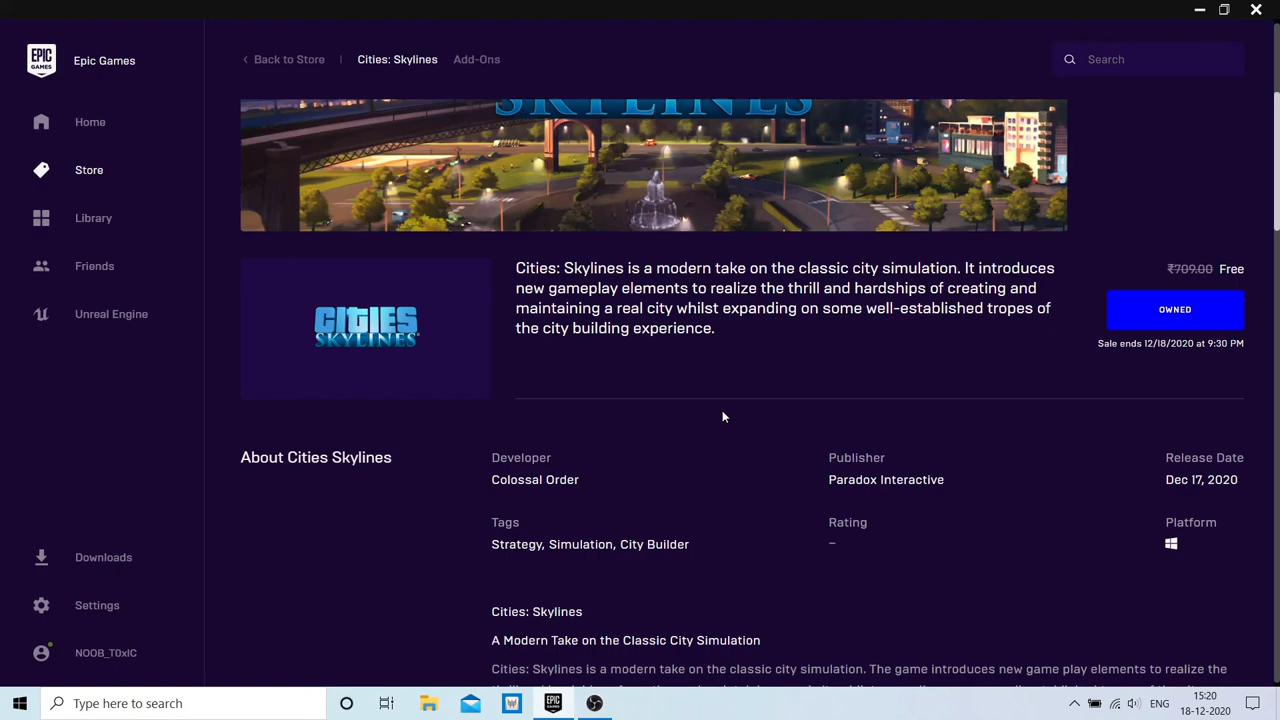 EPIC GAMES
Epic Games
Back to Store | Cities: Skylines Add-Ons
Search
Home
Store
Library
Friends
Unreal Engine
SKYLINES
CITIES SKYLINES
Cities: Skylines is a modern take on the classic city simulation. It introduces
new gameplay elements to realize the thrill and hardships of creating and
maintaining a real city whilst expanding on some well-established tropes of
the city building experience.
₹709.00 Free
OWNED
Sale ends 12/18/2020 at 9:30 PM
About Cities Skylines
Developer
Colossal Order
Publisher
Paradox Interactive
Release Date
Dec 17, 2020
Tags
Strategy, Simulation, City Builder
Rating
–
Platform
Cities: Skylines
A Modern Take on the Classic City Simulation
Cities: Skylines is a modern take on the classic city simulation. The game introduces new game play elements to realize the
Downloads
Settings
NOOB_T0xIC
Type here to search
ENG
15:20
18-12-2020